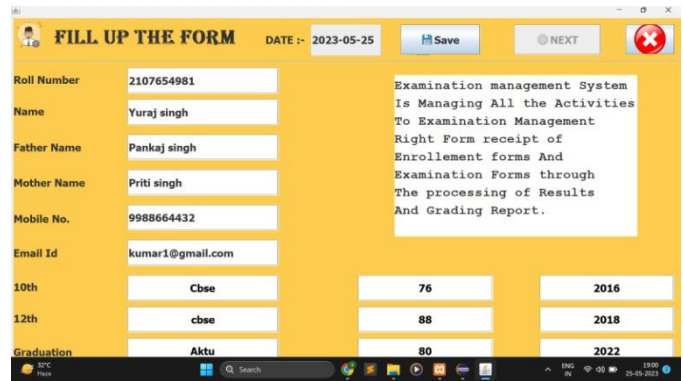 FILL UP THE FORM DATE :- 2023-05-25 Save NEXT
Roll Number 2107654981
Name Yuraj singh
Father Name Pankaj singh
Mother Name Priti singh
Mobile No. 9988664432
Email Id kumar1@gmail.com
Examination management System
Is Managing All the Activities
To Examination Management
Right Form receipt of
Enrollement forms And
Examination Forms through
The processing of Results
And Grading Report.
10th Cbse 76 2016
12th cbse 88 2018
Graduation Aktu 80 2022
32°C
Haze
Search
ENG
IN
19:00
25-05-2023